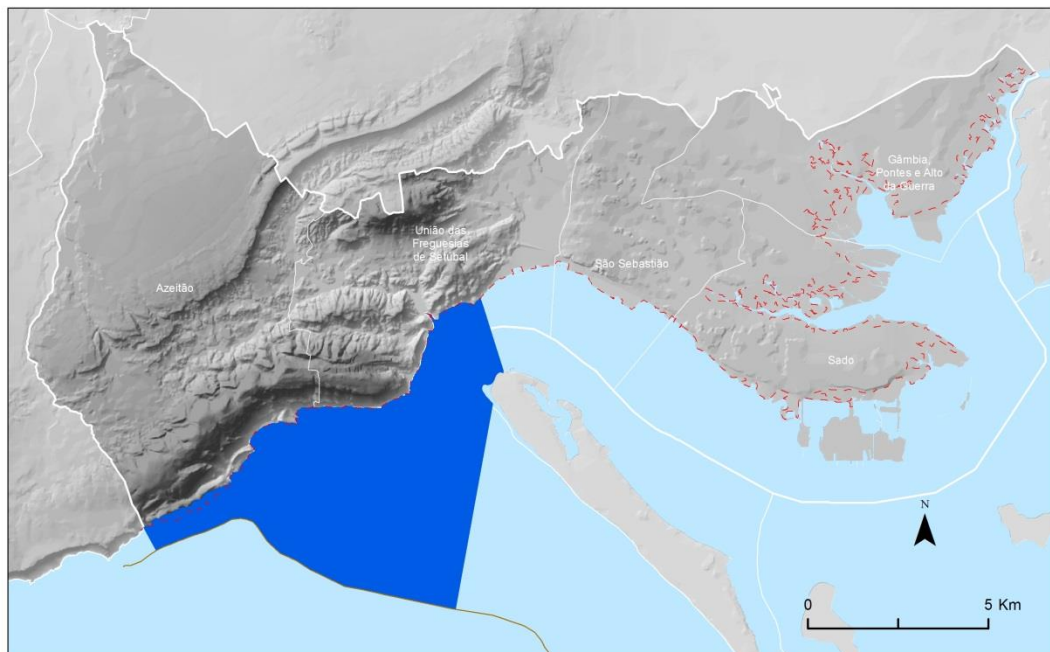 Gâmbia,
Pontes e Alto
da Guerra
União das
Freguesias
de Setúbal
São Sebastião
Azeitão
Sado
N
0
5 Km